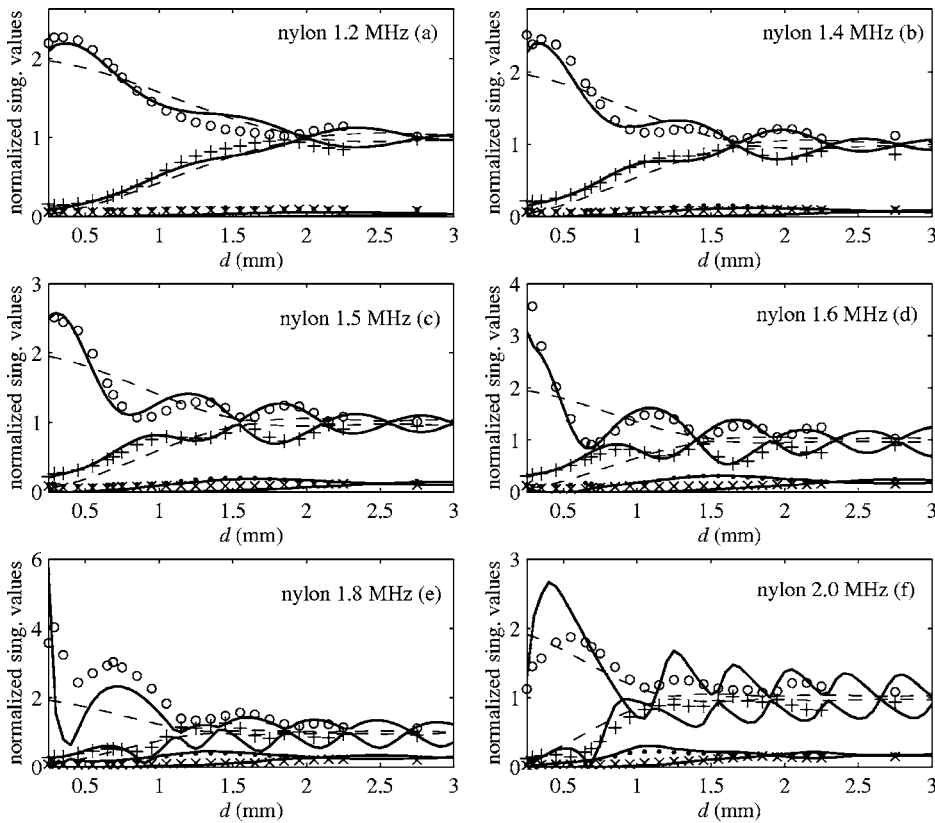 nylon 1.2 MHz (a)
normalized sing. values
2
1
0
0.5 1 1.5 2 2.5 3
d (mm)
nylon 1.4 MHz (b)
normalized sing. values
2
1
0
0.5 1 1.5 2 2.5 3
d (mm)
nylon 1.5 MHz (c)
normalized sing. values
3
2
1
0
0.5 1 1.5 2 2.5 3
d (mm)
nylon 1.6 MHz (d)
normalized sing. values
4
3
2
1
0
0.5 1 1.5 2 2.5 3
d (mm)
nylon 1.8 MHz (e)
normalized sing. values
6
4
2
0
0.5 1 1.5 2 2.5 3
d (mm)
nylon 2.0 MHz (f)
normalized sing. values
3
2
1
0
0.5 1 1.5 2 2.5 3
d (mm)